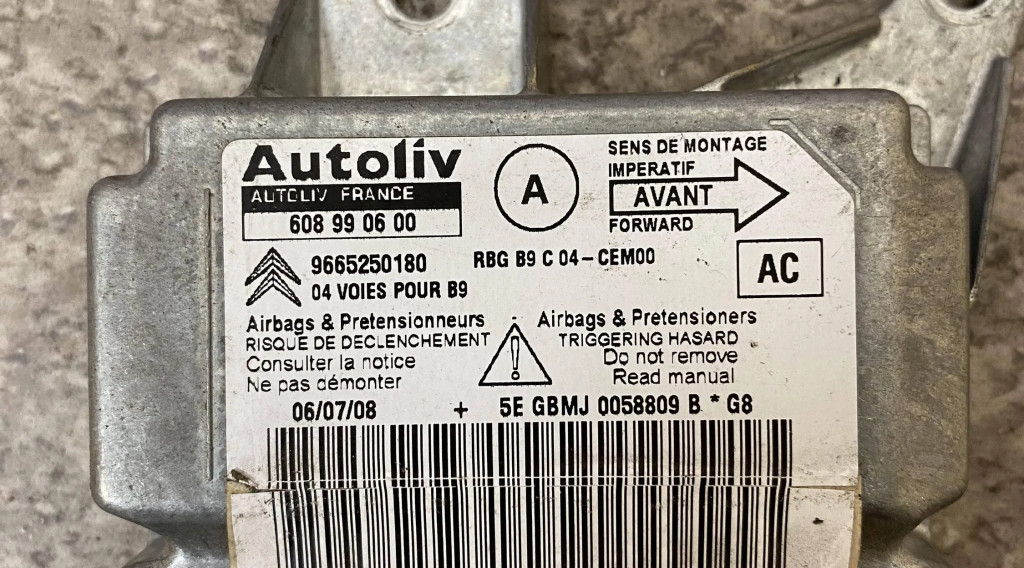 Autoliv
AUTOLIV FRANCE
608 99 06 00
A
SENS DE MONTAGE
IMPERATIF
AVANT
FORWARD
9665250180
RBG B9 C 04-CEM00
04 VOIES POUR B9
AC
Airbags & Pretensionneurs
RISQUE DE DECLENCHEMENT
Consulter la notice
Ne pas démonter
!
Airbags & Pretensioners
TRIGGERING HASARD
Do not remove
Read manual
06/07/08 + 5E GBMJ 0058809 B * G8